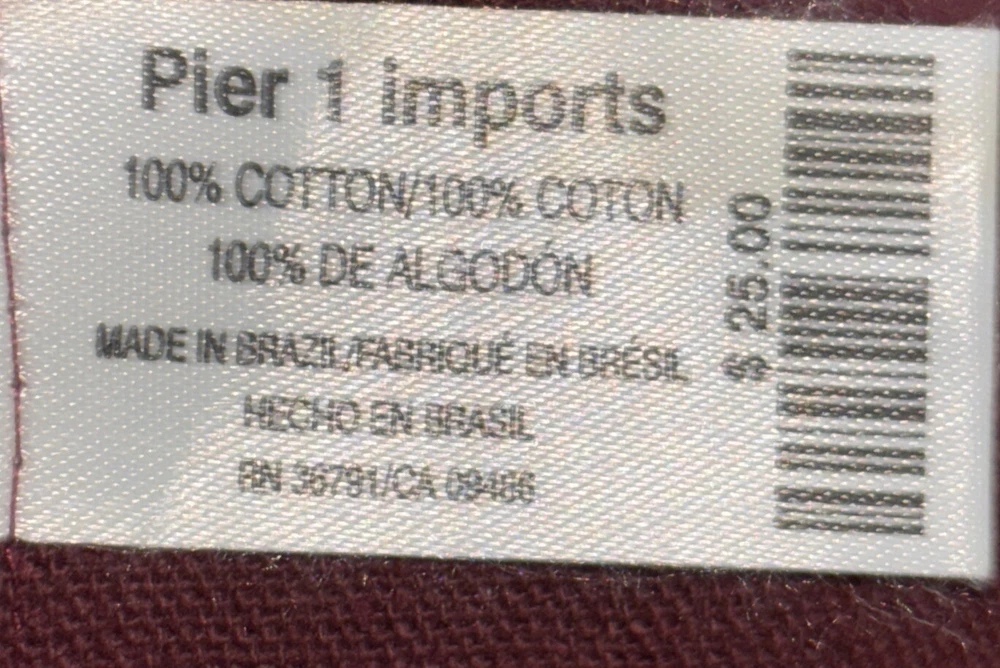 Pier 1 imports
100% COTTON/100% COTON
100% DE ALGODÓN
MADE IN BRAZIL/FABRIQUÉ EN BRÉSIL
HECHO EN BRASIL
RN 36791/CA 09486
$ 25.00